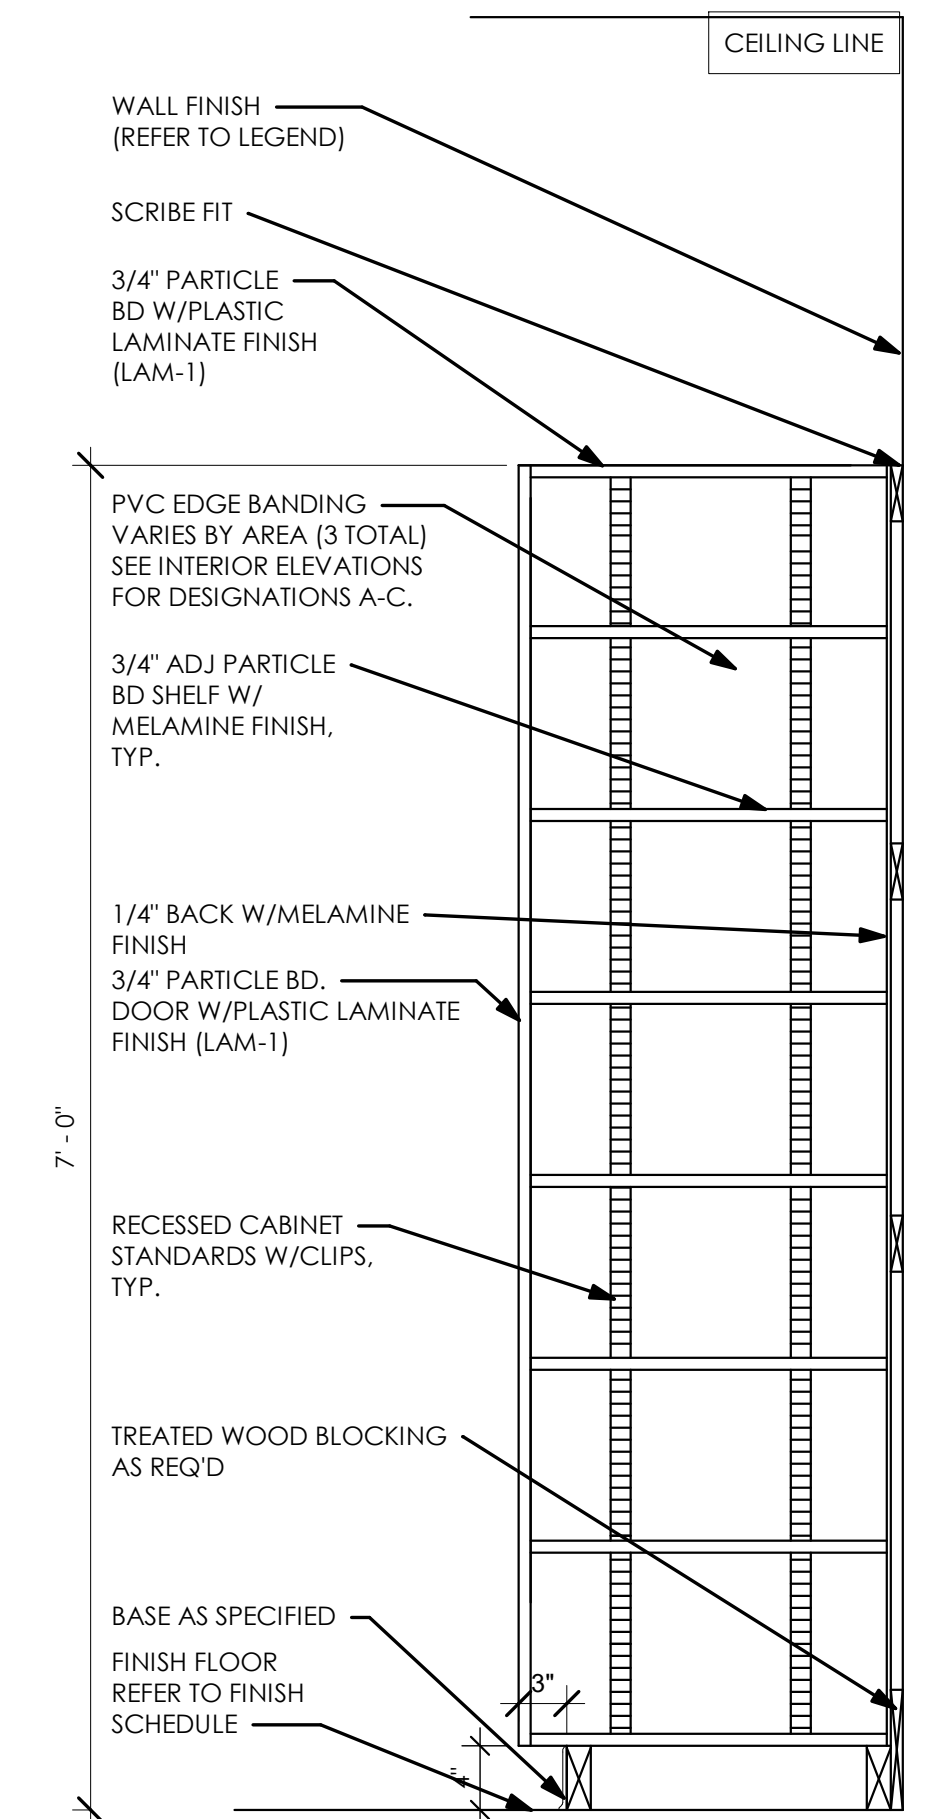 CEILING LINE
WALL FINISH
(REFER TO LEGEND)
SCRIBE FIT
3/4" PARTICLE
BD W/PLASTIC
LAMINATE FINISH
(LAM-1)
PVC EDGE BANDING
VARIES BY AREA (3 TOTAL)
SEE INTERIOR ELEVATIONS
FOR DESIGNATIONS A-C.
3/4" ADJ PARTICLE
BD SHELF W/
MELAMINE FINISH,
TYP.
1/4" BACK W/MELAMINE
FINISH
3/4" PARTICLE BD.
DOOR W/PLASTIC LAMINATE
FINISH (LAM-1)
7' - 0"
RECESSED CABINET
STANDARDS W/CLIPS,
TYP.
TREATED WOOD BLOCKING
AS REQ'D
BASE AS SPECIFIED
FINISH FLOOR
REFER TO FINISH
SCHEDULE
3"
4"